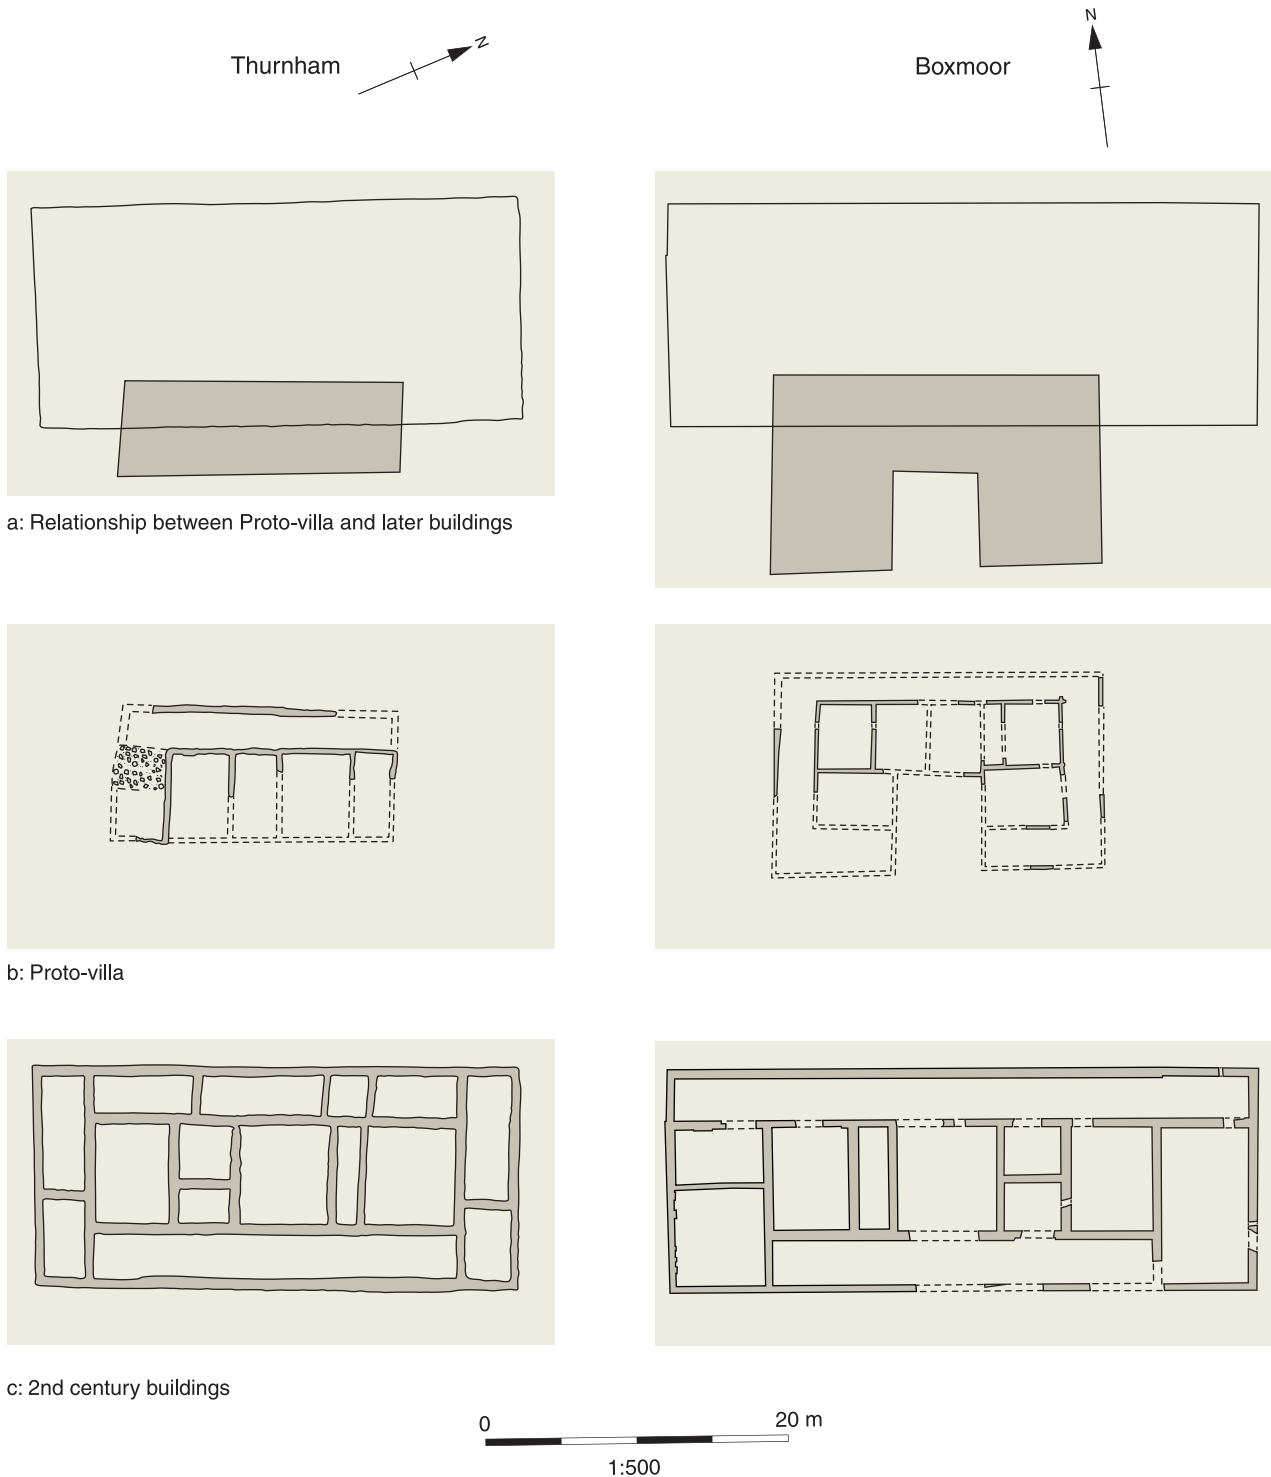 Thurnham
N
Boxmoor
N
a: Relationship between Proto-villa and later buildings
b: Proto-villa
c: 2nd century buildings
0
20 m
1:500